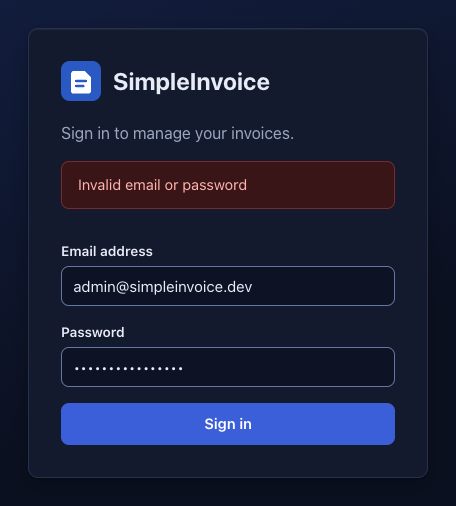 SimpleInvoice
Sign in to manage your invoices.
Invalid email or password
Email address
admin@simpleinvoice.dev
Password
••••••••••••••••
Sign in